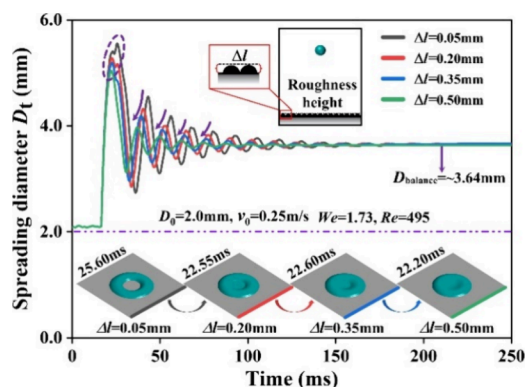 6.0
4.0
2.0
0.0
Spreading diameter Dt (mm)
Δl
Roughness
height
Δl=0.05mm
Δl=0.20mm
Δl=0.35mm
Δl=0.50mm
Dbalance=~3.64mm
D0=2.0mm, v0=0.25m/s We=1.73, Re=495
25.60ms
22.55ms
22.60ms
22.20ms
Δl=0.05mm
Δl=0.20mm
Δl=0.35mm
Δl=0.50mm
0 50 100 150 200 250
Time (ms)